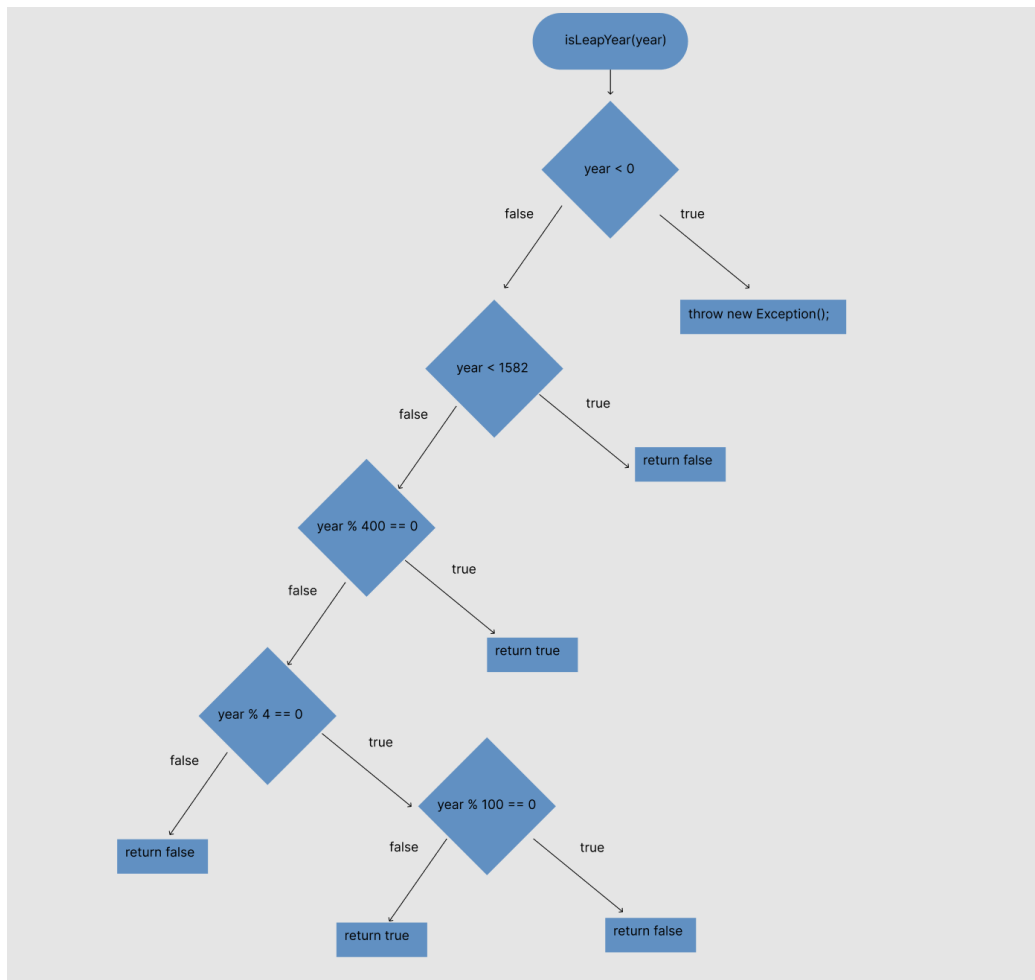 isLeapYear(year)
year < 0
false
true
throw new Exception();
year < 1582
false
true
return false
year % 400 == 0
false
true
return true
year % 4 == 0
false
true
year % 100 == 0
return false
false
true
return true
return false